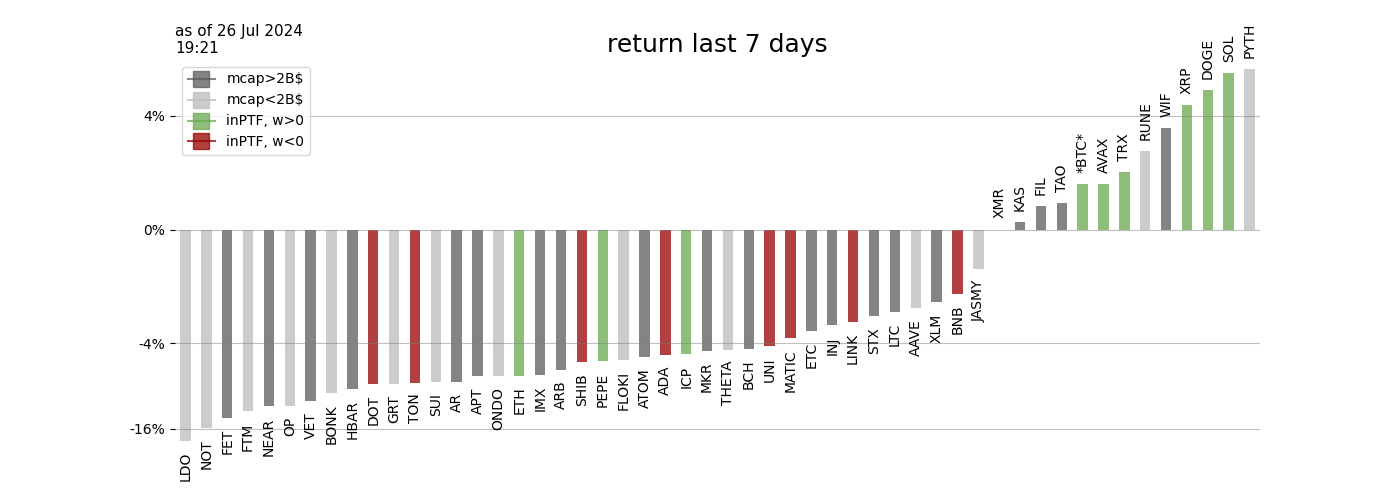 as of 26 Jul 2024
19:21
return last 7 days
mcap>2B$
mcap<2B$
inPTF, w>0
inPTF, w<0
4%
0%
-4%
-16%
LDO
NOT
FET
FTM
NEAR
OP
VET
BONK
HBAR
DOT
GRT
TON
SUI
AR
APT
ONDO
ETH
IMX
ARB
SHIB
PEPE
FLOKI
ATOM
ADA
ICP
MKR
THETA
BCH
UNI
MATIC
ETC
INJ
LINK
STX
LTC
AAVE
XLM
BNB
JASMY
XMR
KAS
FIL
TAO
*BTC*
AVAX
TRX
RUNE
WIF
XRP
DOGE
SOL
PYTH